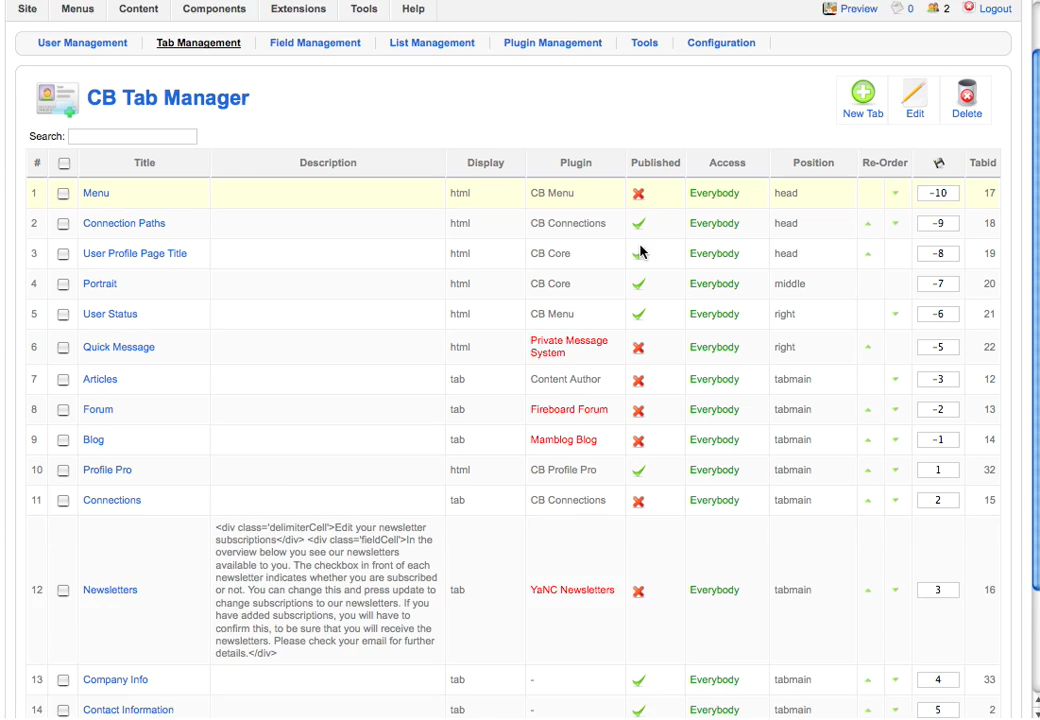 Site Menus Content Components Extensions Tools Help Preview 0 2 Logout
User Management Tab Management Field Management List Management Plugin Management Tools Configuration
CB Tab Manager
New Tab Edit Delete
Search:
# Title Description Display Plugin Published Access Position Re-Order Tabid
1 Menu html CB Menu Everybody head -10 17
2 Connection Paths html CB Connections Everybody head -9 18
3 User Profile Page Title html CB Core Everybody head -8 19
4 Portrait html CB Core Everybody middle -7 20
5 User Status html CB Menu Everybody right -6 21
6 Quick Message html Private Message System Everybody right -5 22
7 Articles tab Content Author Everybody tabmain -3 12
8 Forum tab Fireboard Forum Everybody tabmain -2 13
9 Blog tab Mamblog Blog Everybody tabmain -1 14
10 Profile Pro html CB Profile Pro Everybody tabmain 1 32
11 Connections tab CB Connections Everybody tabmain 2 15
<div class='delimiterCell'>Edit your newsletter
subscriptions</div> <div class='fieldCell'>In the
overview below you see our newsletters
available to you. The checkbox in front of each
newsletter indicates whether you are subscribed
12 Newsletters or not. You can change this and press update to tab YaNC Newsletters Everybody tabmain 3 16
change subscriptions to our newsletters. If you
have added subscriptions, you will have to
confirm this, to be sure that you will receive the
newsletters. Please check your email for further
details.</div>
13 Company Info tab - Everybody tabmain 4 33
14 Contact Information tab - Everybody tabmain 5 2